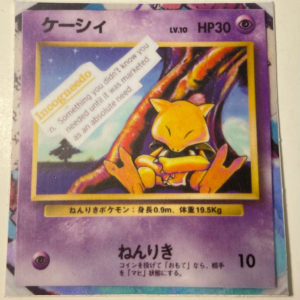 ケーシィ LV.10 HP30
Imougneedo
n. Something you didn't know you
needed until it was marketed
as an absolute need.
ねんりきポケモン：身長0.9m、体重19.5Kg
ねんりき 10
コインを投げて「おもて」なら、相手
を「マヒ」状態にする。